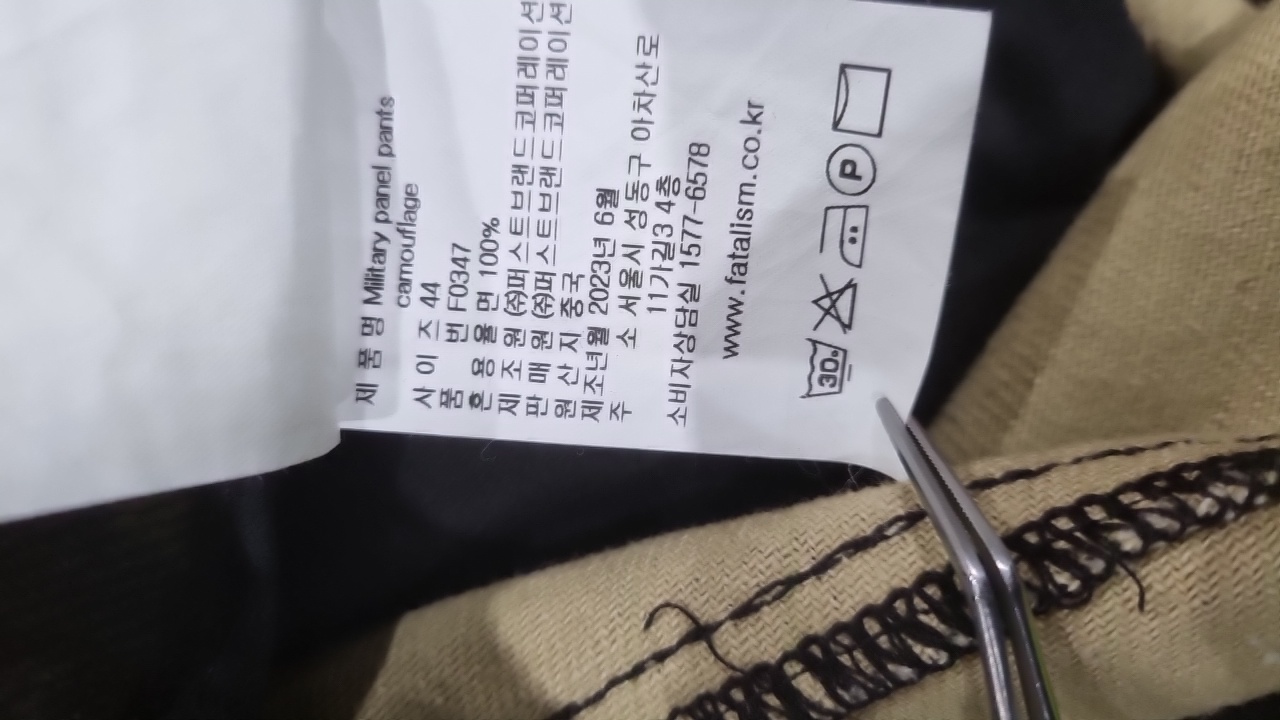 제 품 명 Military panel pants
camouflage
사 이 즈 44
품 번 F0347
혼 용 율 면 100%
제 조 원 (주)퍼스트브랜드코퍼레이션
판 매 원 (주)퍼스트브랜드코퍼레이션
원 산 지 중국
제조년월 2023년 6월
주 소 서울시 성동구 아차산로
11가길3 4층
소비자상담실 1577-6578
www.fatalism.co.kr
30° P